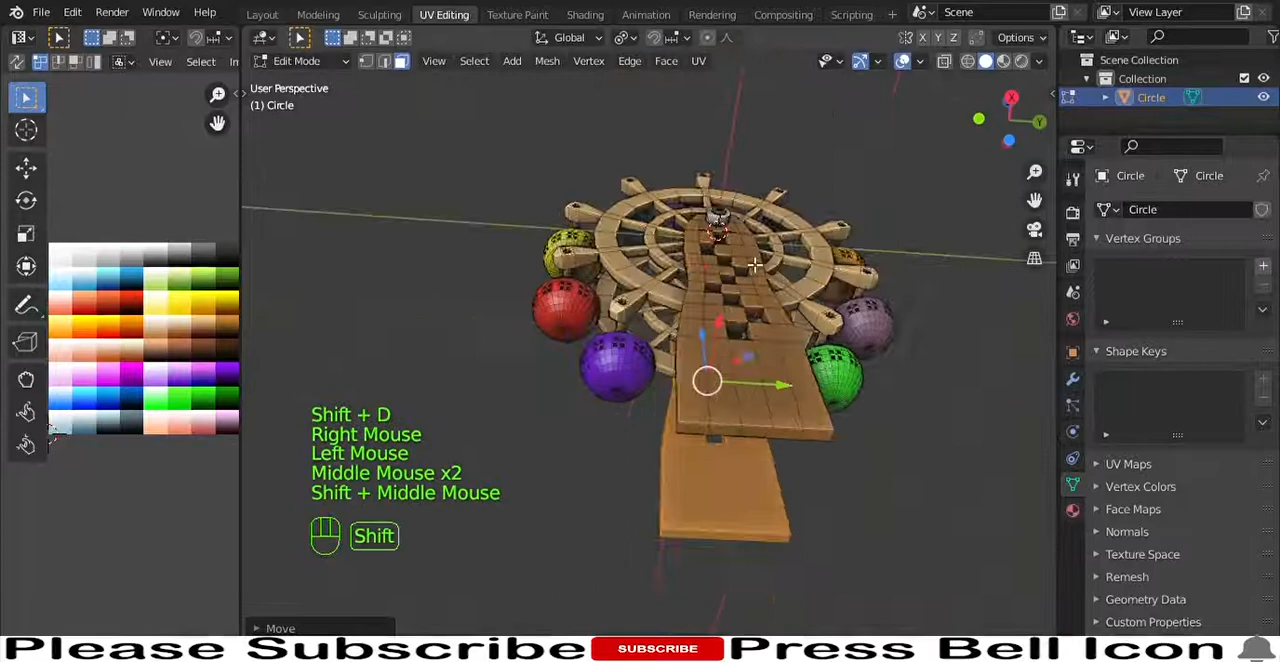 File Edit Render Window Help Layout Modeling Sculpting UV Editing Texture Paint Shading Animation Rendering Compositing Scripting + Scene View Layer
Global X Y Z Options
View Select In Edit Mode View Select Add Mesh Vertex Edge Face UV
User Perspective
(1) Circle
Scene Collection
Collection
Circle
Circle Circle
Circle
Vertex Groups
Shape Keys
UV Maps
Vertex Colors
Face Maps
Normals
Texture Space
Remesh
Geometry Data
Custom Properties
Y
Shift + D
Right Mouse
Left Mouse
Middle Mouse x2
Shift + Middle Mouse
Shift
Move
Please Subscribe SUBSCRIBE Press Bell Icon